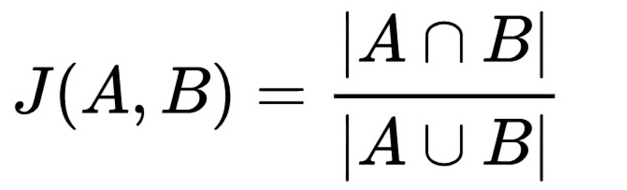 J(A, B) = |A ∩ B| / |A ∪ B|